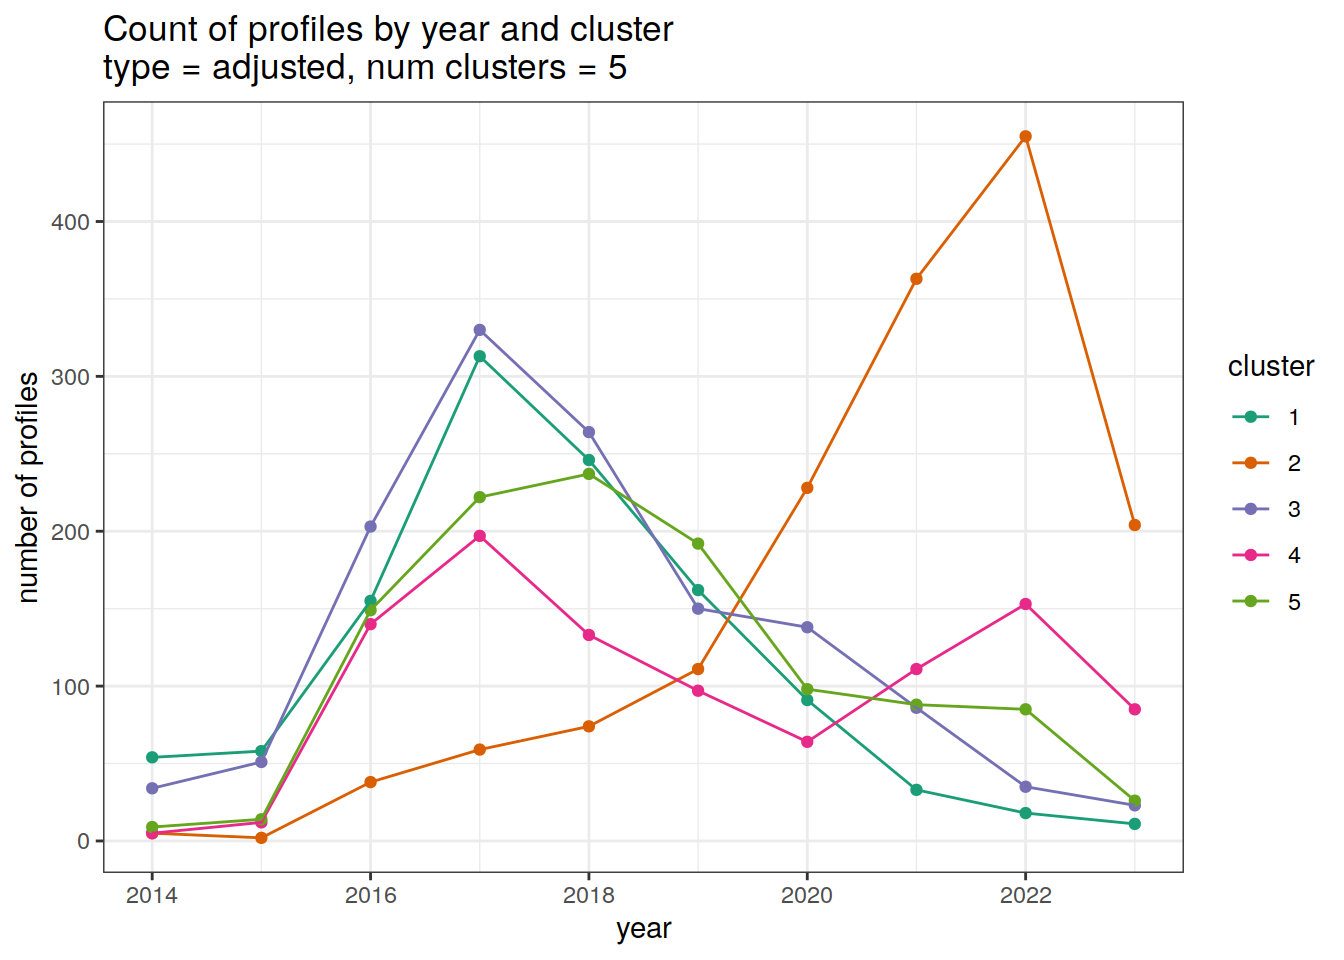 Count of profiles by year and cluster
type = adjusted, num clusters = 5
number of profiles
400
300
200
100
0
2014 2016 2018 2020 2022
year
cluster
1
2
3
4
5